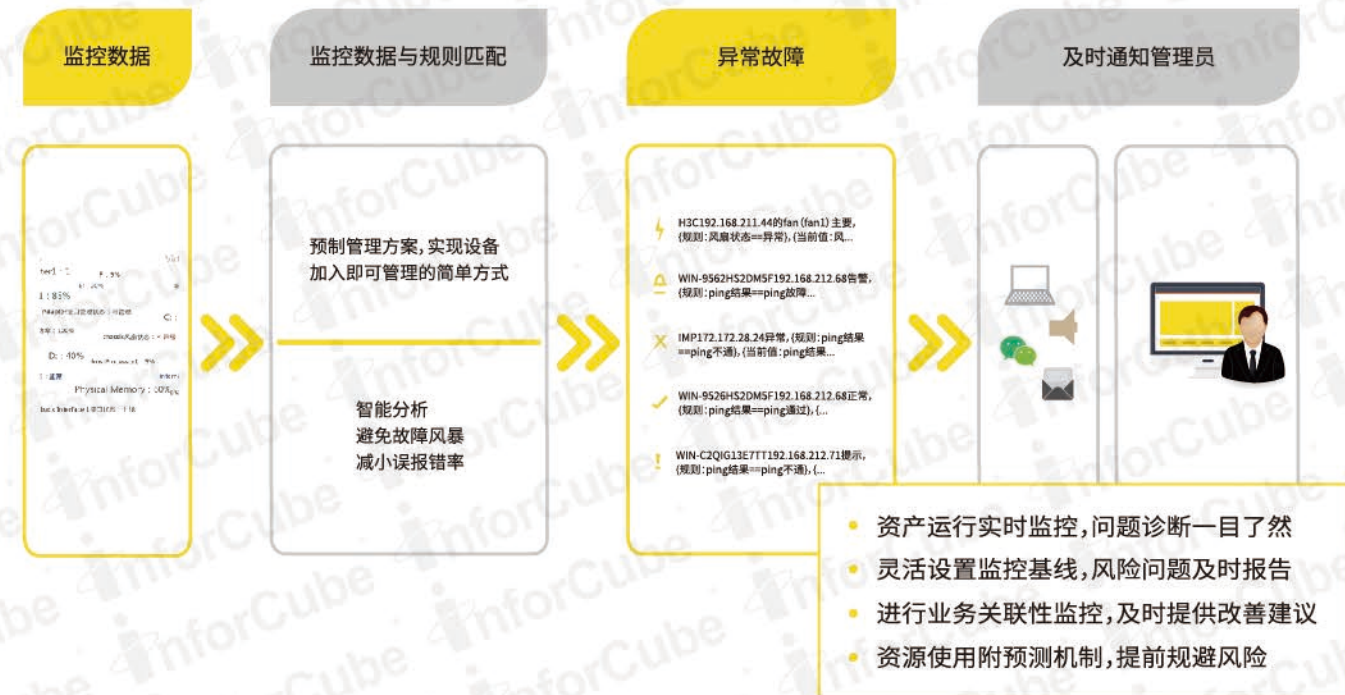 监控数据
监控数据与规则匹配
异常故障
及时通知管理员
1 : 85%
D: : 40%
Physical Memory : 60%
C: :
预制管理方案,实现设备
加入即可管理的简单方式
智能分析
避免故障风暴
减小误报错率
H3C192.168.211.44的fan (fan1) 主要,
{规则:风扇状态==异常}, {当前值:风...
WIN-9562HS2DM5F192.168.212.68告警,
{规则:ping结果==ping故障...
IMP172.172.28.24异常, {规则:ping结果
==ping不通}, {当前值:ping结果...
WIN-9526HS2DM5F192.168.212.68正常,
{规则:ping结果==ping通过}, {...
WIN-C2QIG13E7TT192.168.212.71提示,
{规则:ping结果==ping不通}, {...
• 资产运行实时监控,问题诊断一目了然
• 灵活设置监控基线,风险问题及时报告
• 进行业务关联性监控,及时提供改善建议
• 资源使用附预测机制,提前规避风险
InforCube